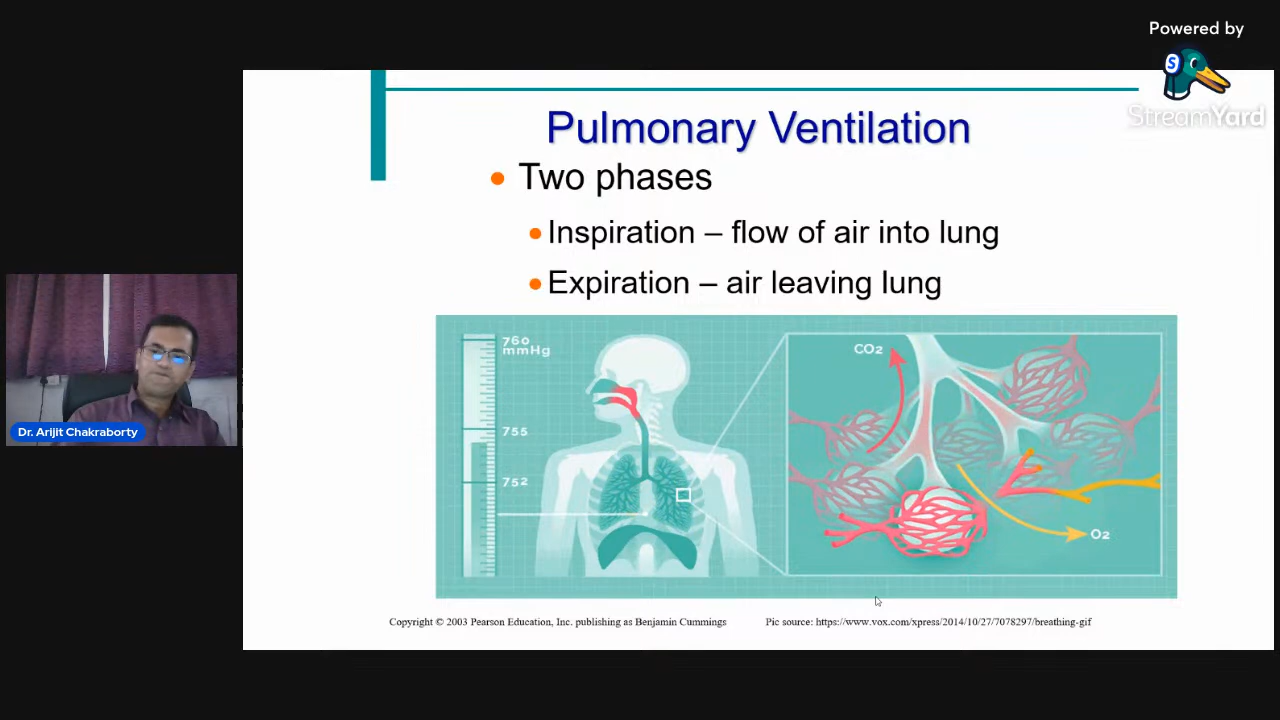 Powered by
StreamYard
Pulmonary Ventilation
Two phases
Inspiration – flow of air into lung
Expiration – air leaving lung
760
mmHg
755
752
CO2
O2
Dr. Arijit Chakraborty
Copyright © 2003 Pearson Education, Inc. publishing as Benjamin Cummings
Pic source: https://www.vox.com/xpress/2014/10/27/7078297/breathing-gif